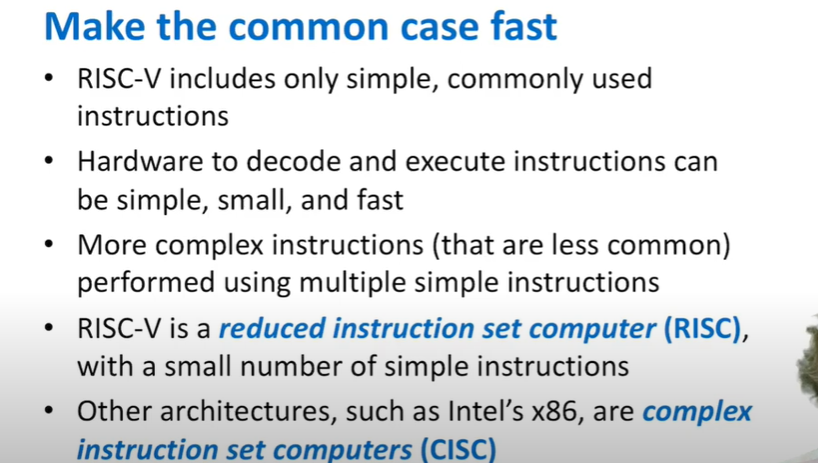 Make the common case fast
• RISC-V includes only simple, commonly used
instructions
• Hardware to decode and execute instructions can
be simple, small, and fast
• More complex instructions (that are less common)
performed using multiple simple instructions
• RISC-V is a reduced instruction set computer (RISC),
with a small number of simple instructions
• Other architectures, such as Intel’s x86, are complex
instruction set computers (CISC)